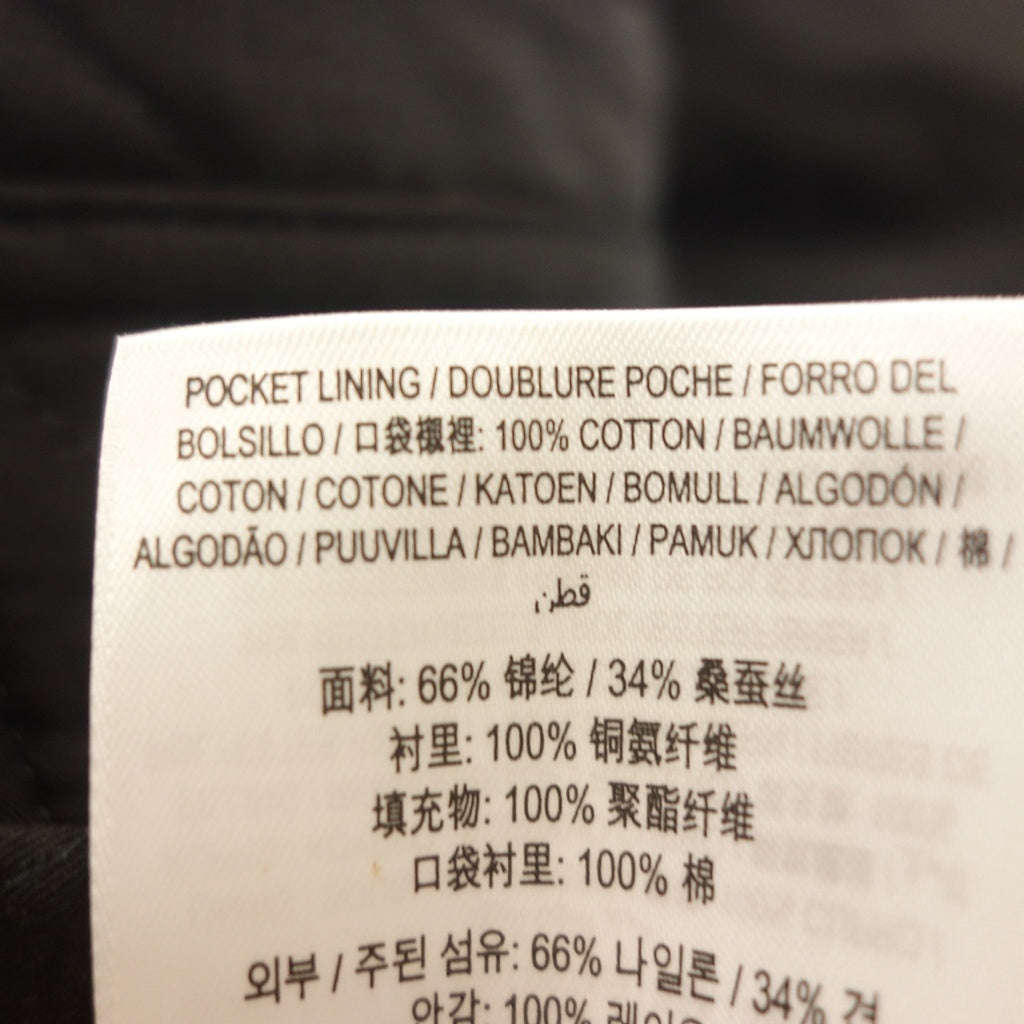 POCKET LINING / DOUBLURE POCHE / FORRO DEL
BOLSILLO / 口袋襯裡: 100% COTTON / BAUMWOLLE /
COTON / COTONE / KATOEN / BOMULL / ALGODÓN /
ALGODÃO / PUUVILLA / BAMBAKI / PAMUK / ХЛОПОК / 棉 /
قطن
面料: 66% 锦纶 / 34% 桑蚕丝
衬里: 100% 铜氨纤维
填充物: 100% 聚酯纤维
口袋衬里: 100% 棉
외부 / 주된 섬유: 66% 나일론 / 34% 견
안감: 100%